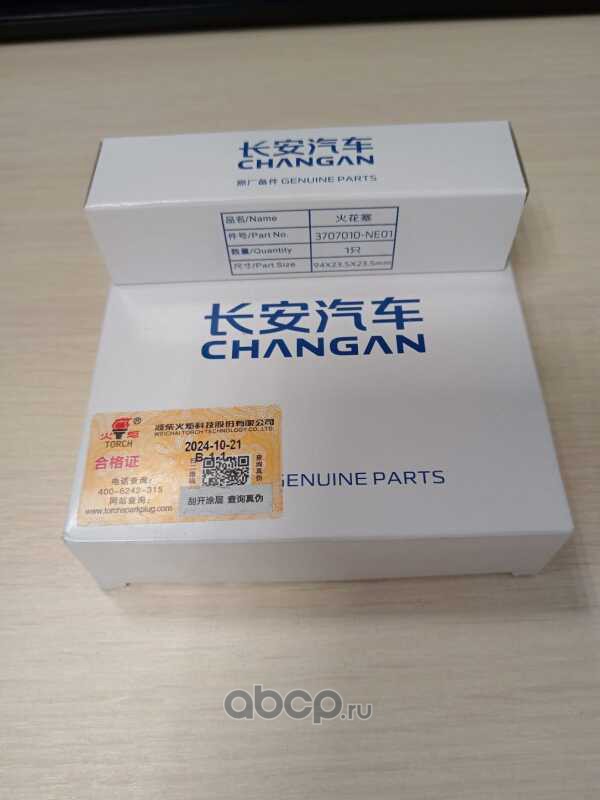 长安汽车
CHANGAN
原厂备件 GENUINE PARTS
品名/Name 火花塞
件号/Part No. 3707010-NE01
数量/Quantity 1只
尺寸/Part Size 94X23.5X23.5mm
长安汽车
CHANGAN
GENUINE PARTS
火炬®
TORCH
合格证
电话查询:
400-6242-315
网站查询:
www.torchsparkplug.com
潍柴火炬科技股份有限公司
WEICHAI TORCH TECHNOLOGY CO.,LTD.
2024-10-21
查询真伪
刮开涂层 查询真伪
abcp.ru